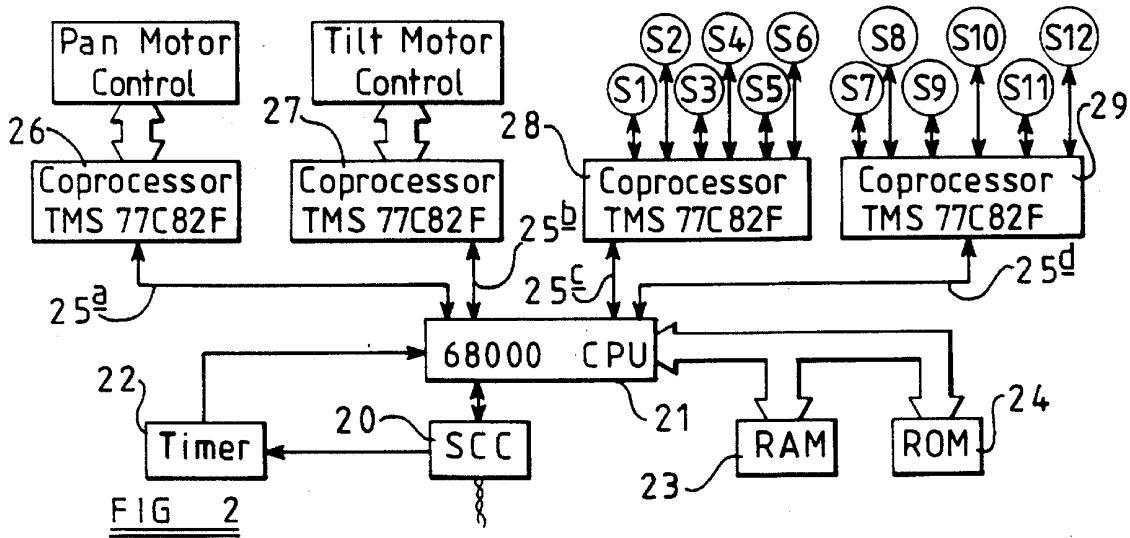 Pan Motor
Control
Tilt Motor
Control
S1
S2
S3
S4
S5
S6
S7
S8
S9
S10
S11
S12
26
27
28
29
Coprocessor
TMS 77C82F
Coprocessor
TMS 77C82F
Coprocessor
TMS 77C82F
Coprocessor
TMS 77C82F
25a
25b
25c
25d
68000 CPU
22
20
21
24
Timer
SCC
23
RAM
ROM
FIG 2